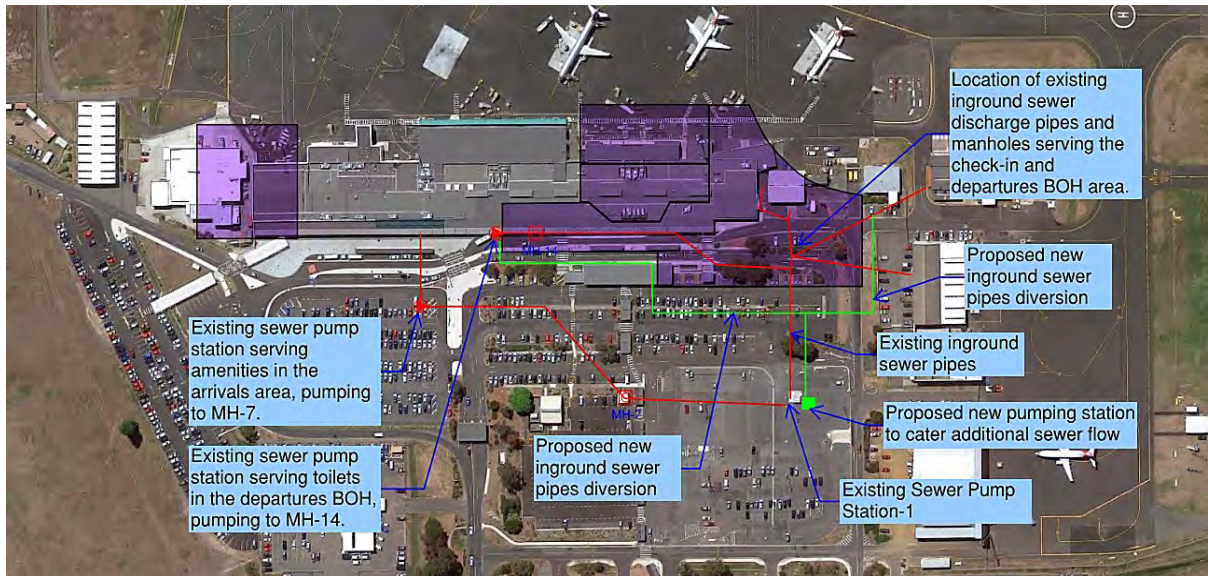 H
Location of existing
inground sewer
discharge pipes and
manholes serving the
check-in and
departures BOH area.
MH-14
Proposed new
inground sewer
pipes diversion
Existing sewer pump
station serving
amenities in the
arrivals area, pumping
to MH-7.
Existing inground
sewer pipes
MH-7
Proposed new pumping station
to cater additional sewer flow
Proposed new
inground sewer
pipes diversion
Existing sewer pump
station serving toilets
in the departures BOH,
pumping to MH-14.
Existing Sewer Pump
Station-1